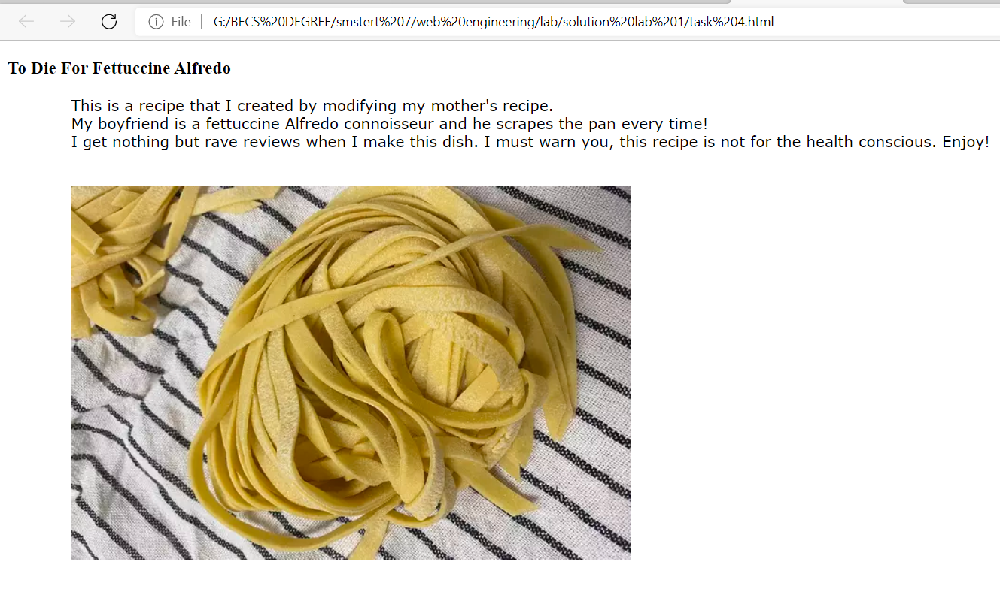 File | G:/BECS%20DEGREE/smstert%207/web%20engineering/lab/solution%20lab%201/task%204.html
To Die For Fettuccine Alfredo
This is a recipe that I created by modifying my mother's recipe.
My boyfriend is a fettuccine Alfredo connoisseur and he scrapes the pan every time!
I get nothing but rave reviews when I make this dish. I must warn you, this recipe is not for the health conscious. Enjoy!